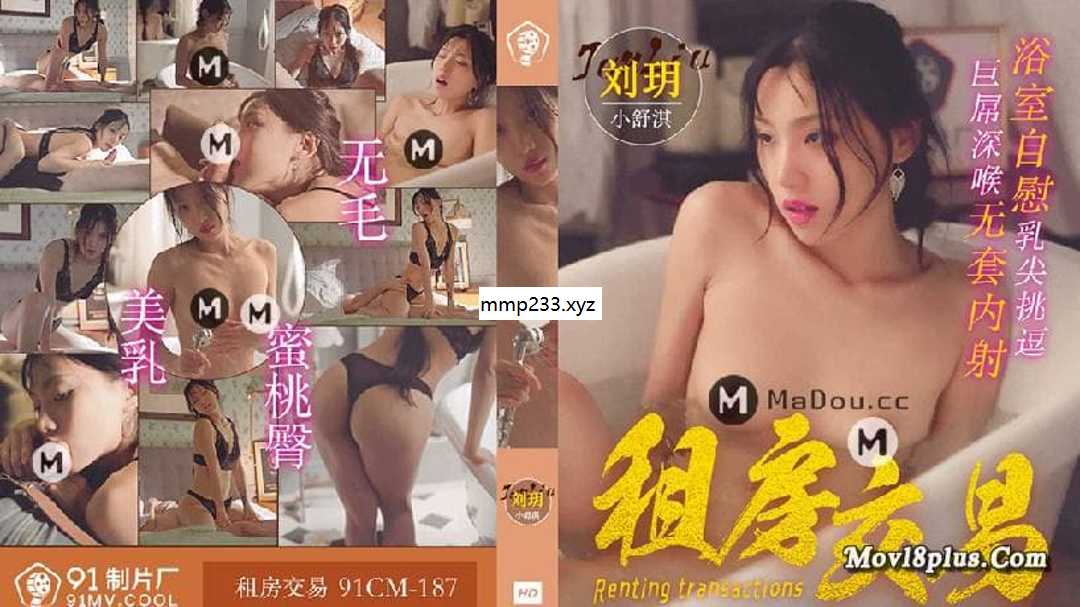 无毛
美乳
蜜桃臀
91制片厂
91MV.COOL
租房交易 91CM-187
刘玥
小舒淇
HD
mmp233.xyz
刘玥
小舒淇
浴室自慰乳尖挑逗
巨屌深喉无套内射
M MaDou.cc
租房交易
Renting transactions
Mov18plus.Com